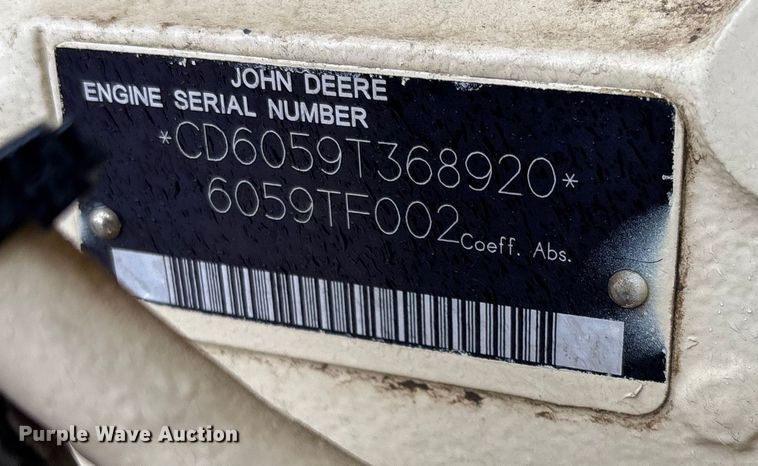 JOHN DEERE
ENGINE SERIAL NUMBER
*CD6059T368920*
6059TF002 Coeff. Abs.
Purple Wave Auction